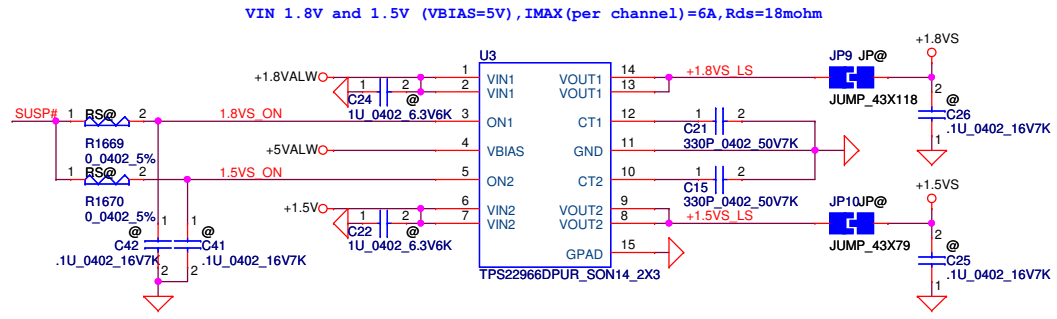 VIN 1.8V and 1.5V (VBIAS=5V),IMAX(per channel)=6A,Rds=18mohm
+1.8VS
U3
JP9 JP@
+1.8VALW
1 2
1 VIN1 VOUT1 14 +1.8VS_LS
2 VIN1 VOUT1 13
C24 @
1U_0402_6.3V6K
JUMP_43X118
2 @
C26
.1U_0402_16V7K
1
SUSP# 1 RS@ 2 1.8VS_ON 3 ON1 CT1 12 1 2
R1669
0_0402_5%
C21
330P_0402_50V7K
+5VALW 4 VBIAS GND 11
1 RS@ 2 1.5VS_ON 5 ON2 CT2 10 1 2
R1670
0_0402_5%
C15
330P_0402_50V7K
+1.5VS
+1.5V 1 2 6 VIN2 VOUT2 9
7 VIN2 VOUT2 8 +1.5VS_LS
C22 @
1U_0402_6.3V6K
JP10JP@
JUMP_43X79
1 1
@ @
C42 C41
.1U_0402_16V7K
.1U_0402_16V7K
2 2
GPAD 15
TPS22966DPUR_SON14_2X3
2 @
C25
.1U_0402_16V7K
1